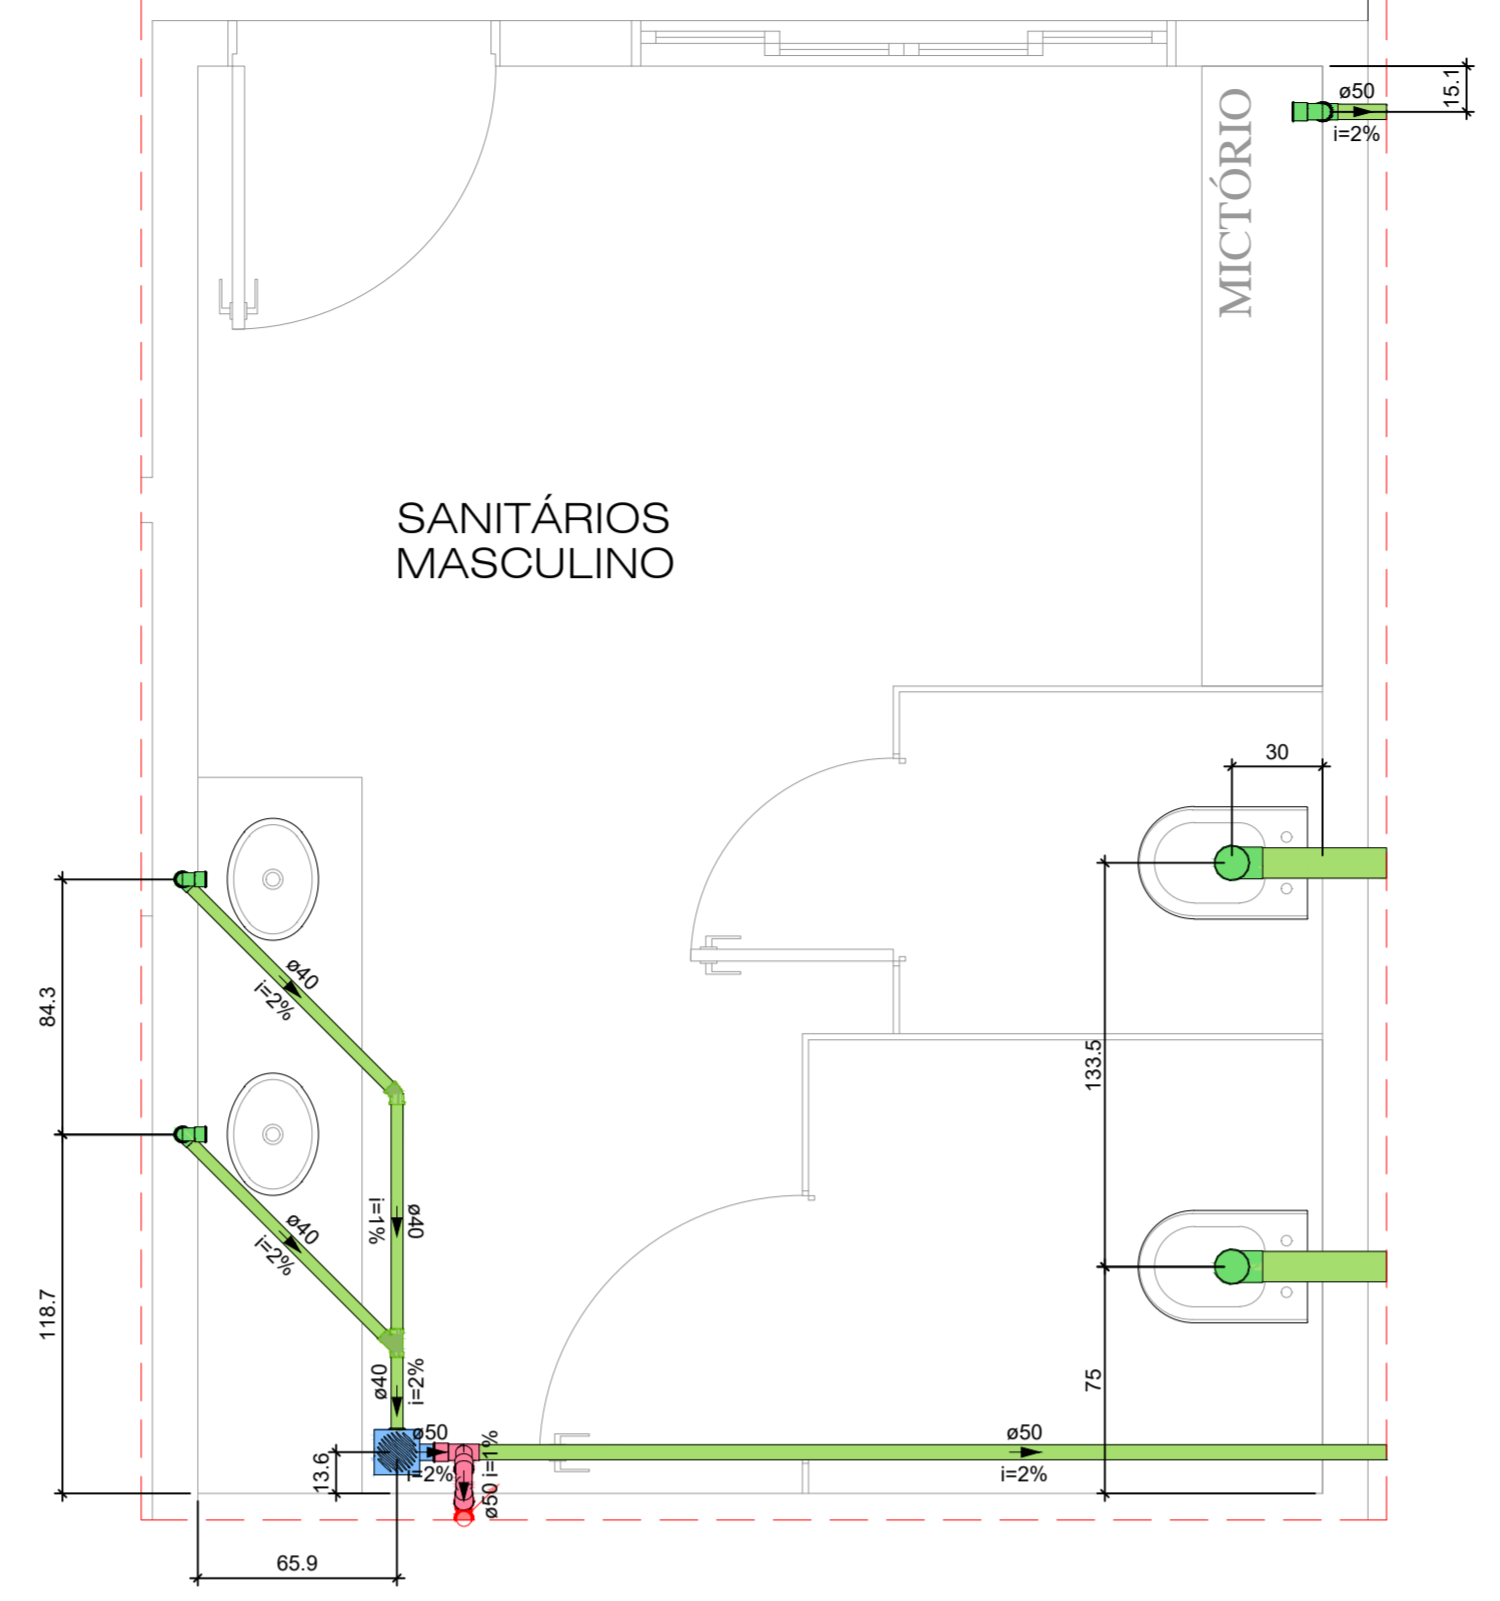 15.1
ø50
i=2%
MICTÓRIO
SANITÁRIOS
MASCULINO
30
84.3
ø40
i=2%
133.5
ø40
i=1%
ø40
i=2%
118.7
ø40
i=2%
75
ø50
i=2%
ø50 i=1%
ø50
i=2%
13.6
65.9